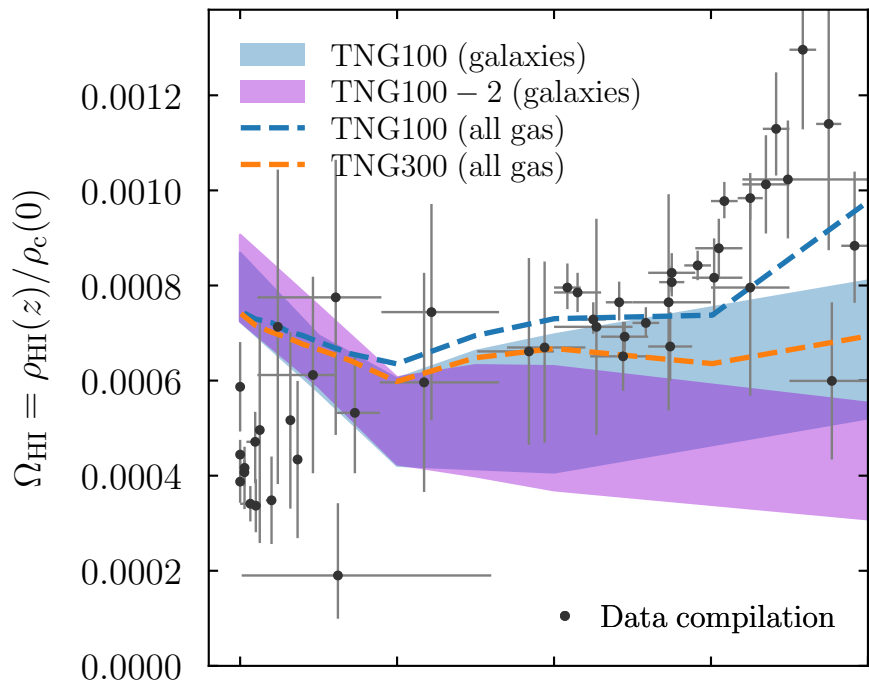 TNG100 (galaxies)
TNG100 − 2 (galaxies)
TNG100 (all gas)
TNG300 (all gas)
Ω_HI = ρ_HI(z)/ρ_c(0)
0.0012
0.0010
0.0008
0.0006
0.0004
0.0002
0.0000
Data compilation